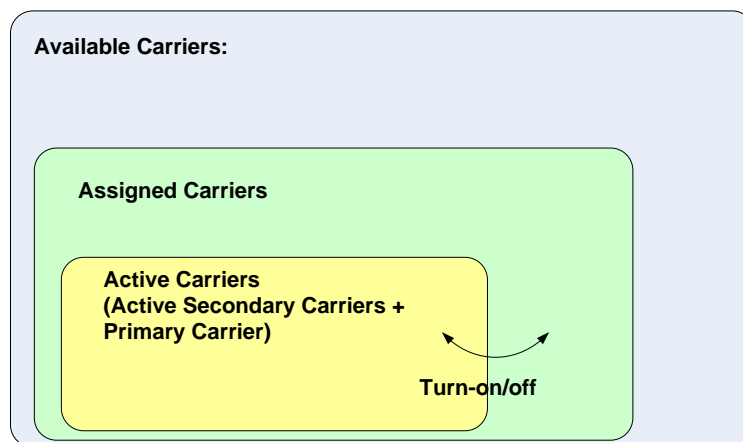 Available Carriers:
Assigned Carriers
Active Carriers
(Active Secondary Carriers +
Primary Carrier)
Turn-on/off